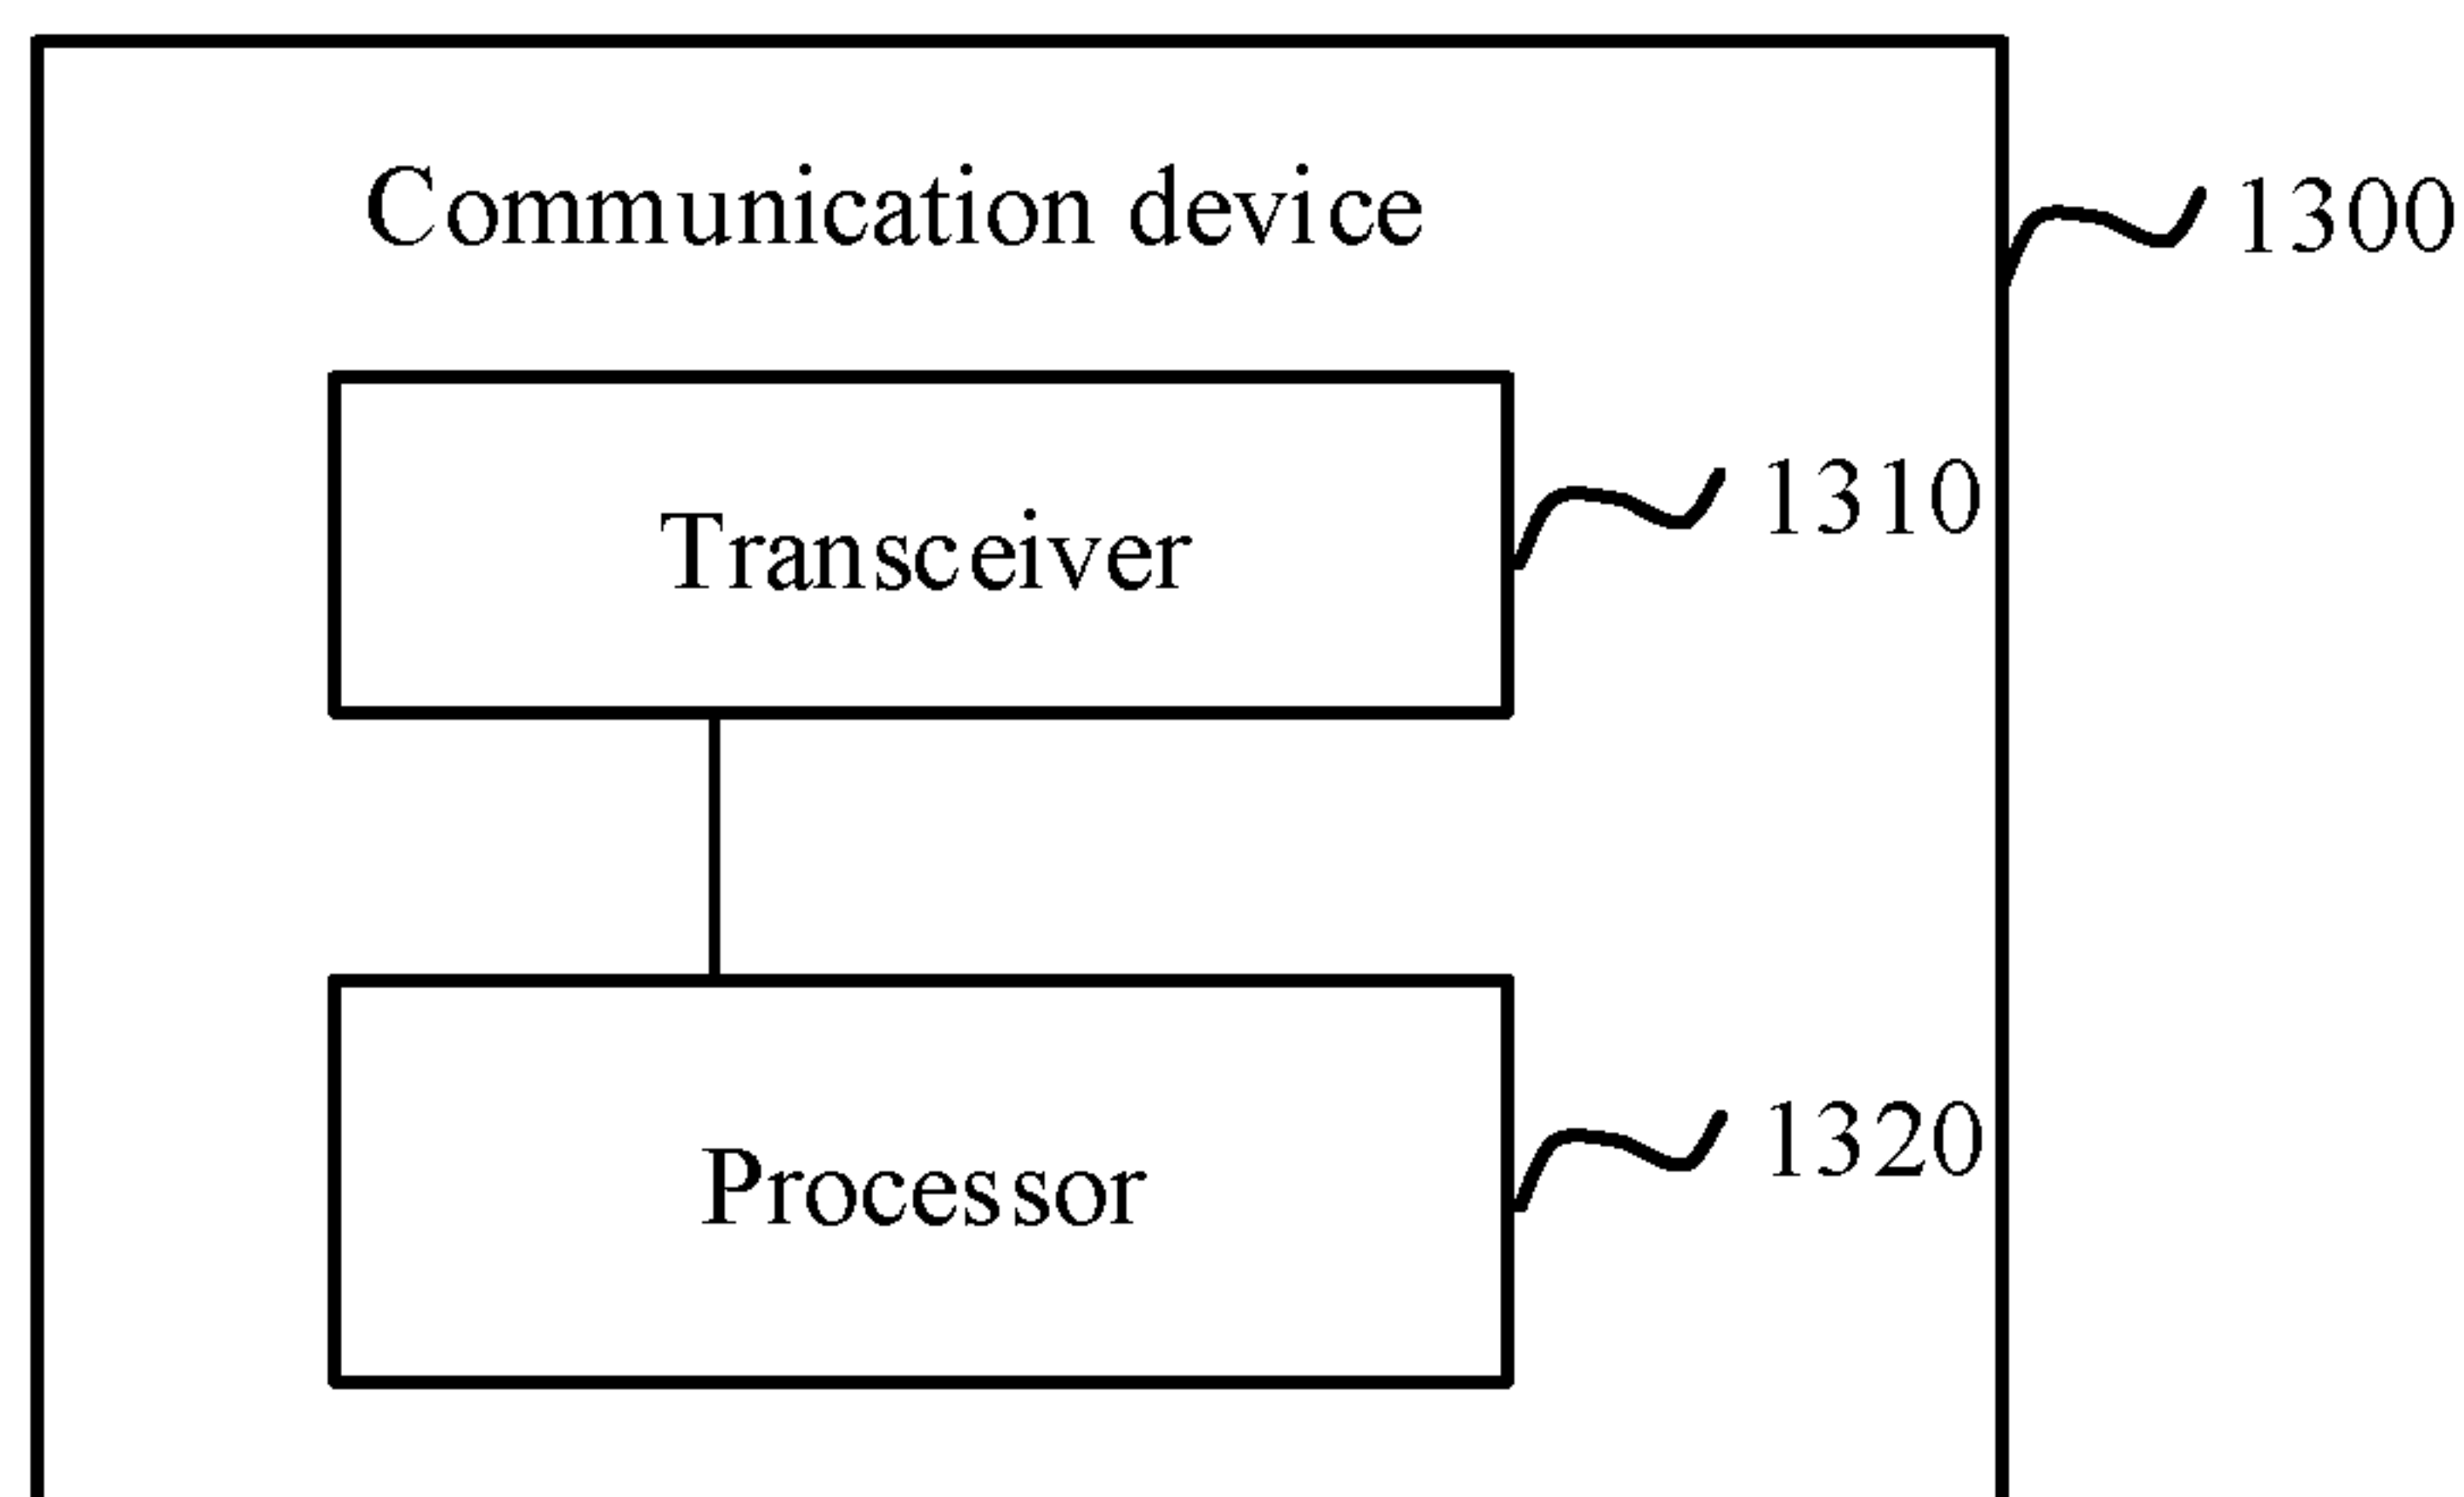 Communication device
1300
Transceiver
1310
Processor
1320